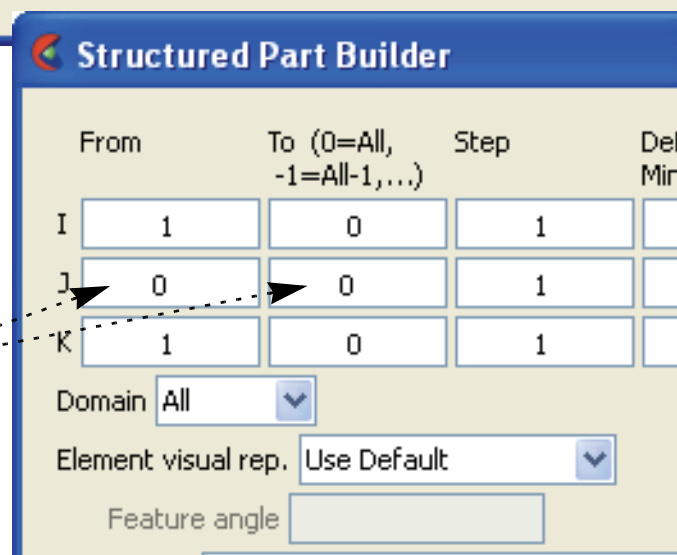 Structured Part Builder
From To (0=All, Step
-1=All-1,...)
I 1 0 1
J 0 0 1
K 1 0 1
Domain All
Element visual rep. Use Default
Feature angle